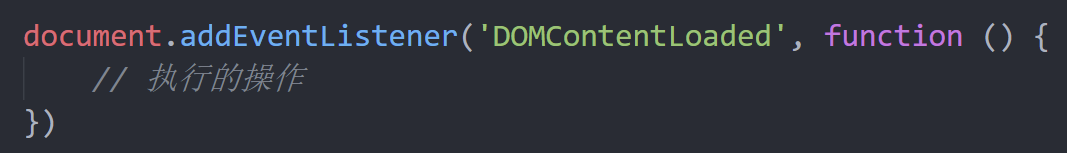 document.addEventListener('DOMContentLoaded', function () {
    // 执行的操作
})